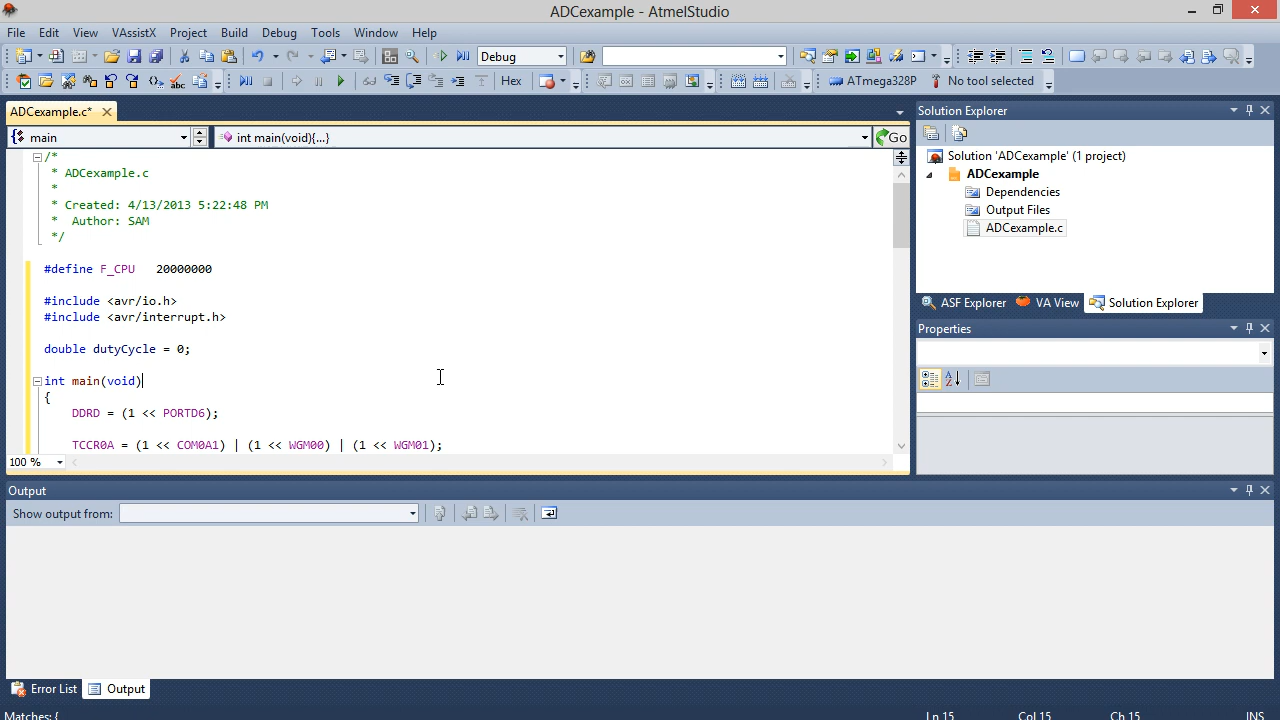 ADCexample - AtmelStudio
File Edit View VAssistX Project Build Debug Tools Window Help
Debug
Hex
ATmega328P
No tool selected
ADCexample.c*
main
int main(void){...}
Go
/*
* ADCexample.c
*
* Created: 4/13/2013 5:22:48 PM
* Author: SAM
*/
#define F_CPU 20000000
#include <avr/io.h>
#include <avr/interrupt.h>
double dutyCycle = 0;
int main(void)
{
DDRD = (1 << PORTD6);
TCCR0A = (1 << COM0A1) | (1 << WGM00) | (1 << WGM01);
100 %
Solution Explorer
Solution 'ADCexample' (1 project)
ADCexample
Dependencies
Output Files
ADCexample.c
ASF Explorer VA View Solution Explorer
Properties
Output
Show output from:
Error List Output
Matches: {
Ln 15 Col 15 Ch 15 INS